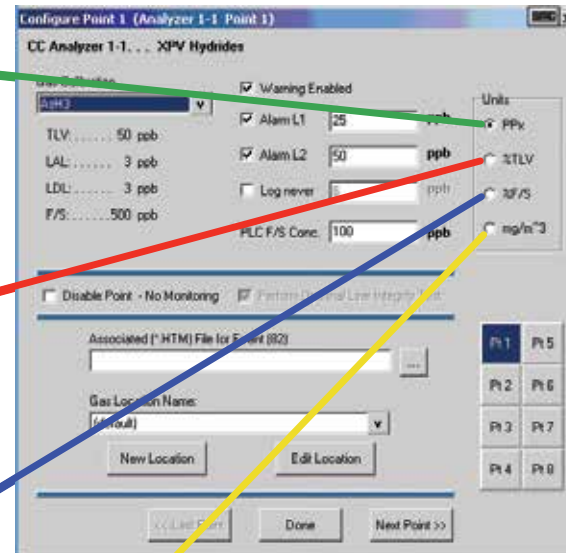 Configure Point 1 (Analyzer 1-1 Point 1)
CC Analyzer 1-1. . . XPV Hydrides
Warning Enabled
Units
AsH3
Alarm L1 25
PPx
TLV: . . . . . . 50 ppb
Alarm L2 50 ppb
%TLV
LAL: . . . . . . 3 ppb
LDL: . . . . . . 3 ppb
Log never ppb
%F/S
F/S: . . . . . 500 ppb
PLC F/S Conc. 100 ppb
mg/m^3
Disable Point - No Monitoring
Associated (*.HTM) File for Event (82)
...
Pt 1 Pt 5
Pt 2 Pt 6
Gas Location Name:
(default)
Pt 3 Pt 7
New Location Edit Location
Pt 4 Pt 8
Done Next Point >>